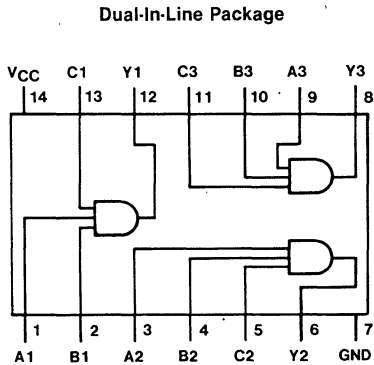 Dual-In-Line Package
VCC C1 Y1 C3 B3 A3 Y3
14 13 12 11 10 9 8
1 2 3 4 5 6 7
A1 B1 A2 B2 C2 Y2 GND